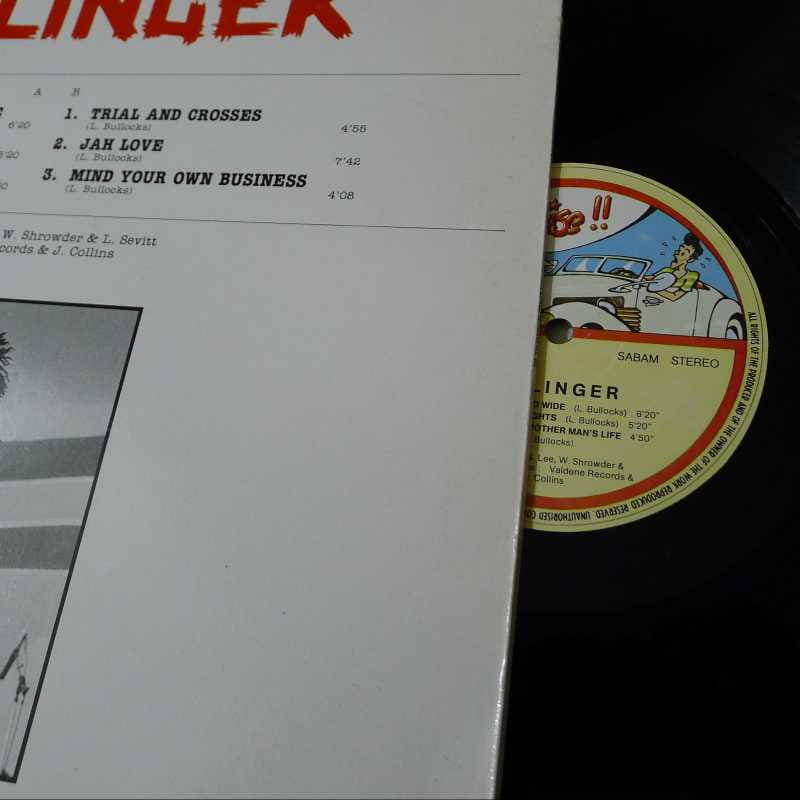 LINGER
A B
6'20
1. TRIAL AND CROSSES
(L. Bullocks) 4'55
5'20
2. JAH LOVE
(L. Bullocks) 7'42
3. MIND YOUR OWN BUSINESS
(L. Bullocks) 4'08
W. Shrowder & L. Sevitt
cords & J. Collins
!!
SABAM STEREO
LINGER
D WIDE (L. Bullocks) 6'20"
GHTS (L. Bullocks) 5'20"
OTHER MAN'S LIFE 4'50"
Bullocks)
Lee, W. Shrowder &
Valdene Records &
Collins
ALL RIGHTS OF THE PRODUCER AND OF THE OWNER OF THE WORK REPRODUCED RESERVED. UNAUTHORISED CO